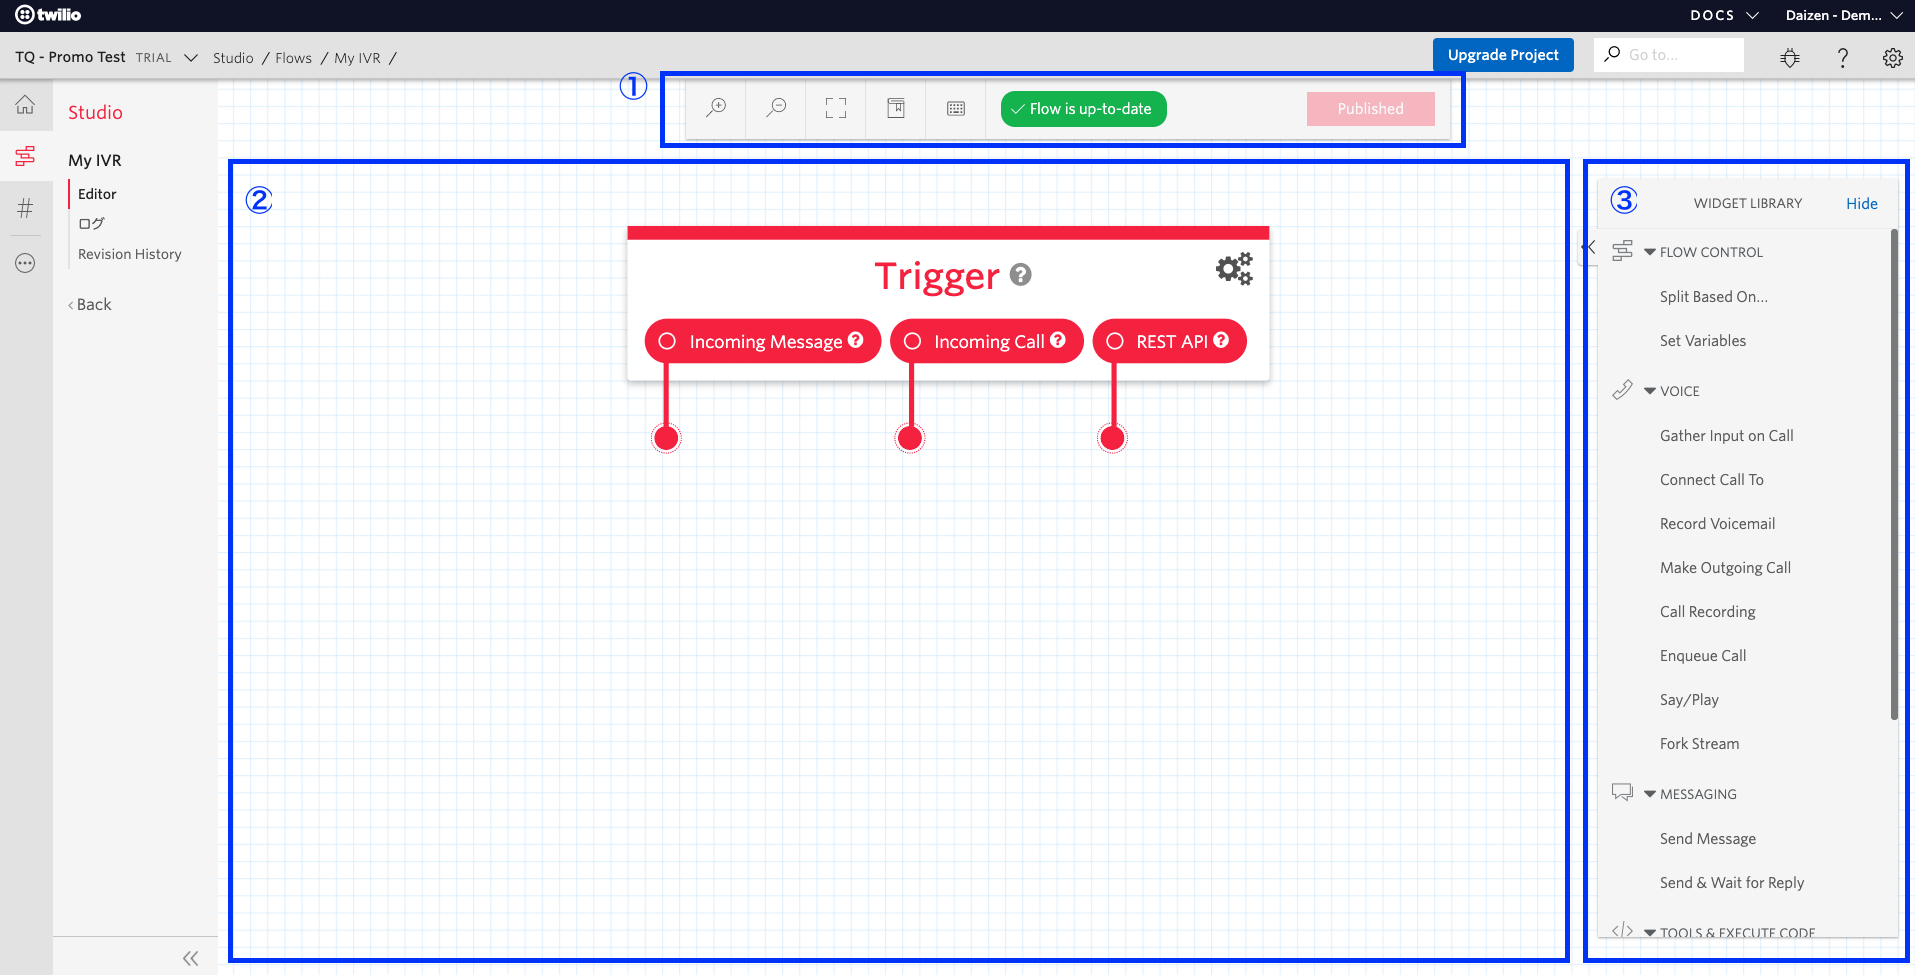 twilio
DOCS
Daizen - Dem...
TQ - Promo Test TRIAL
Studio / Flows / My IVR /
Upgrade Project
Go to...
?
①
Flow is up-to-date
Published
Studio
My IVR
Editor
ログ
Revision History
‹ Back
②
Trigger ?
Incoming Message ?
Incoming Call ?
REST API ?
③
WIDGET LIBRARY
Hide
FLOW CONTROL
Split Based On...
Set Variables
VOICE
Gather Input on Call
Connect Call To
Record Voicemail
Make Outgoing Call
Call Recording
Enqueue Call
Say/Play
Fork Stream
MESSAGING
Send Message
Send & Wait for Reply
TOOLS & EXECUTE CODE